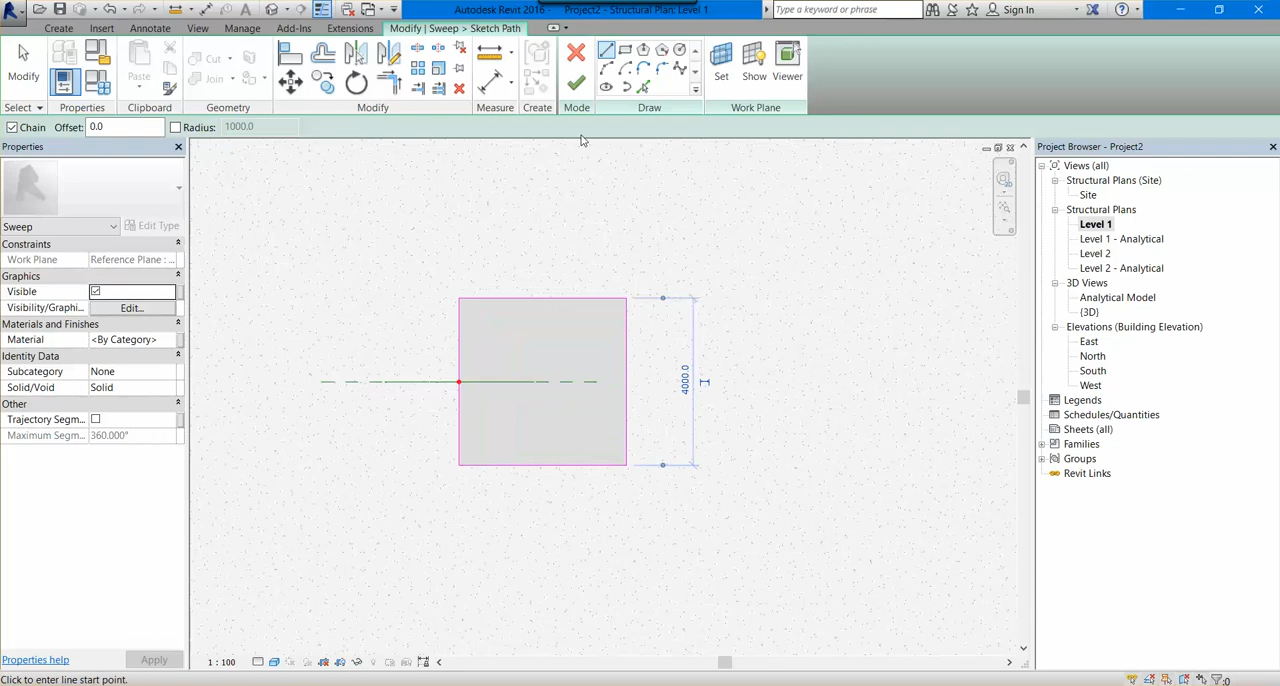 Autodesk Revit 2016 - Project2 - Structural Plan: Level 1
Type a keyword or phrase
Sign In
Create Insert Annotate View Manage Add-Ins Extensions Modify | Sweep > Sketch Path
Modify
Paste
Cut
Join
Set Show Viewer
Select Properties Clipboard Geometry Modify Measure Create Mode Draw Work Plane
Chain Offset: 0.0 Radius: 1000.0
Properties
Sweep Edit Type
Constraints
Work Plane Reference Plane : ...
Graphics
Visible
Visibility/Graphi... Edit...
Materials and Finishes
Material <By Category>
Identity Data
Subcategory None
Solid/Void Solid
Other
Trajectory Segm...
Maximum Segm... 360.000°
Properties help Apply
4000.0
1 : 100
Project Browser - Project2
Views (all)
Structural Plans (Site)
Site
Structural Plans
Level 1
Level 1 - Analytical
Level 2
Level 2 - Analytical
3D Views
Analytical Model
{3D}
Elevations (Building Elevation)
East
North
South
West
Legends
Schedules/Quantities
Sheets (all)
Families
Groups
Revit Links
Click to enter line start point.
:0